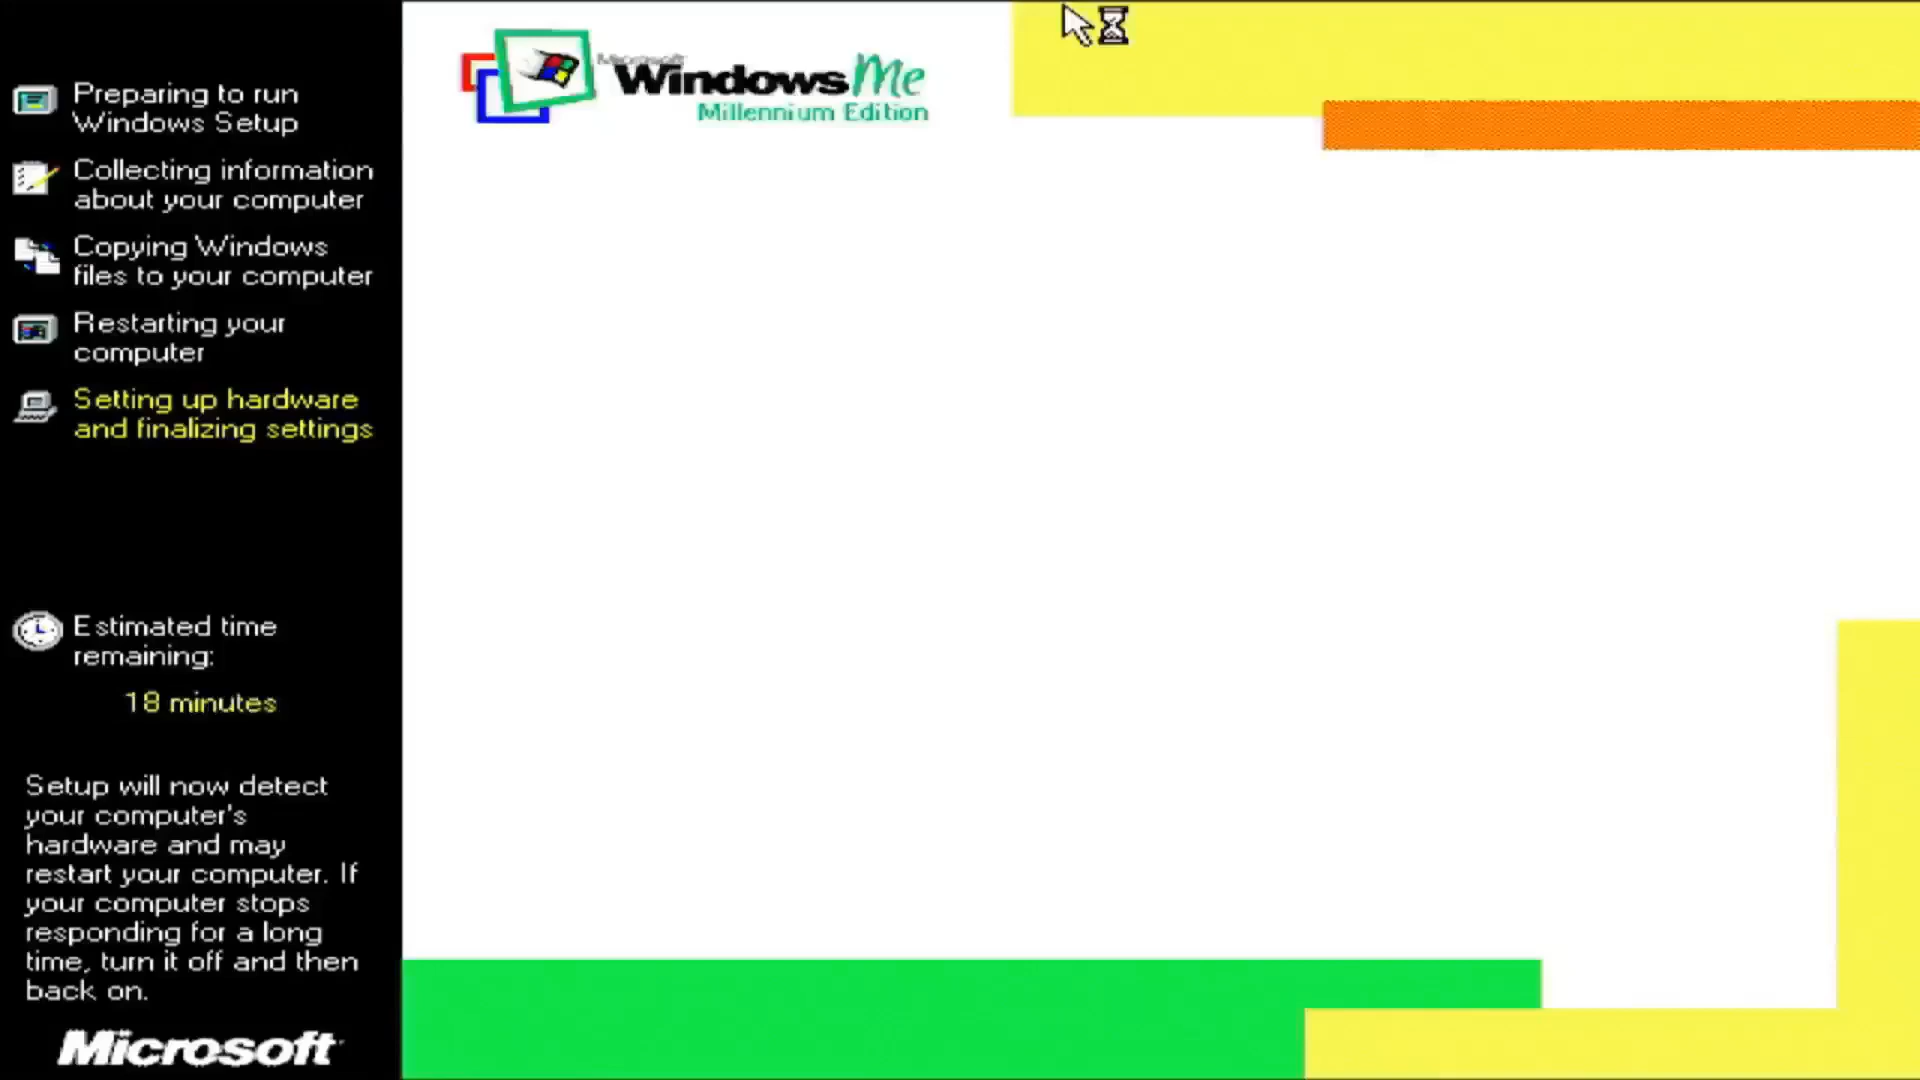 Preparing to run
Windows Setup
Collecting information
about your computer
Copying Windows
files to your computer
Restarting your
computer
Setting up hardware
and finalizing settings
Estimated time
remaining:
18 minutes
Setup will now detect
your computer's
hardware and may
restart your computer. If
your computer stops
responding for a long
time, turn it off and then
back on.
Microsoft
Microsoft
Windows Me
Millennium Edition